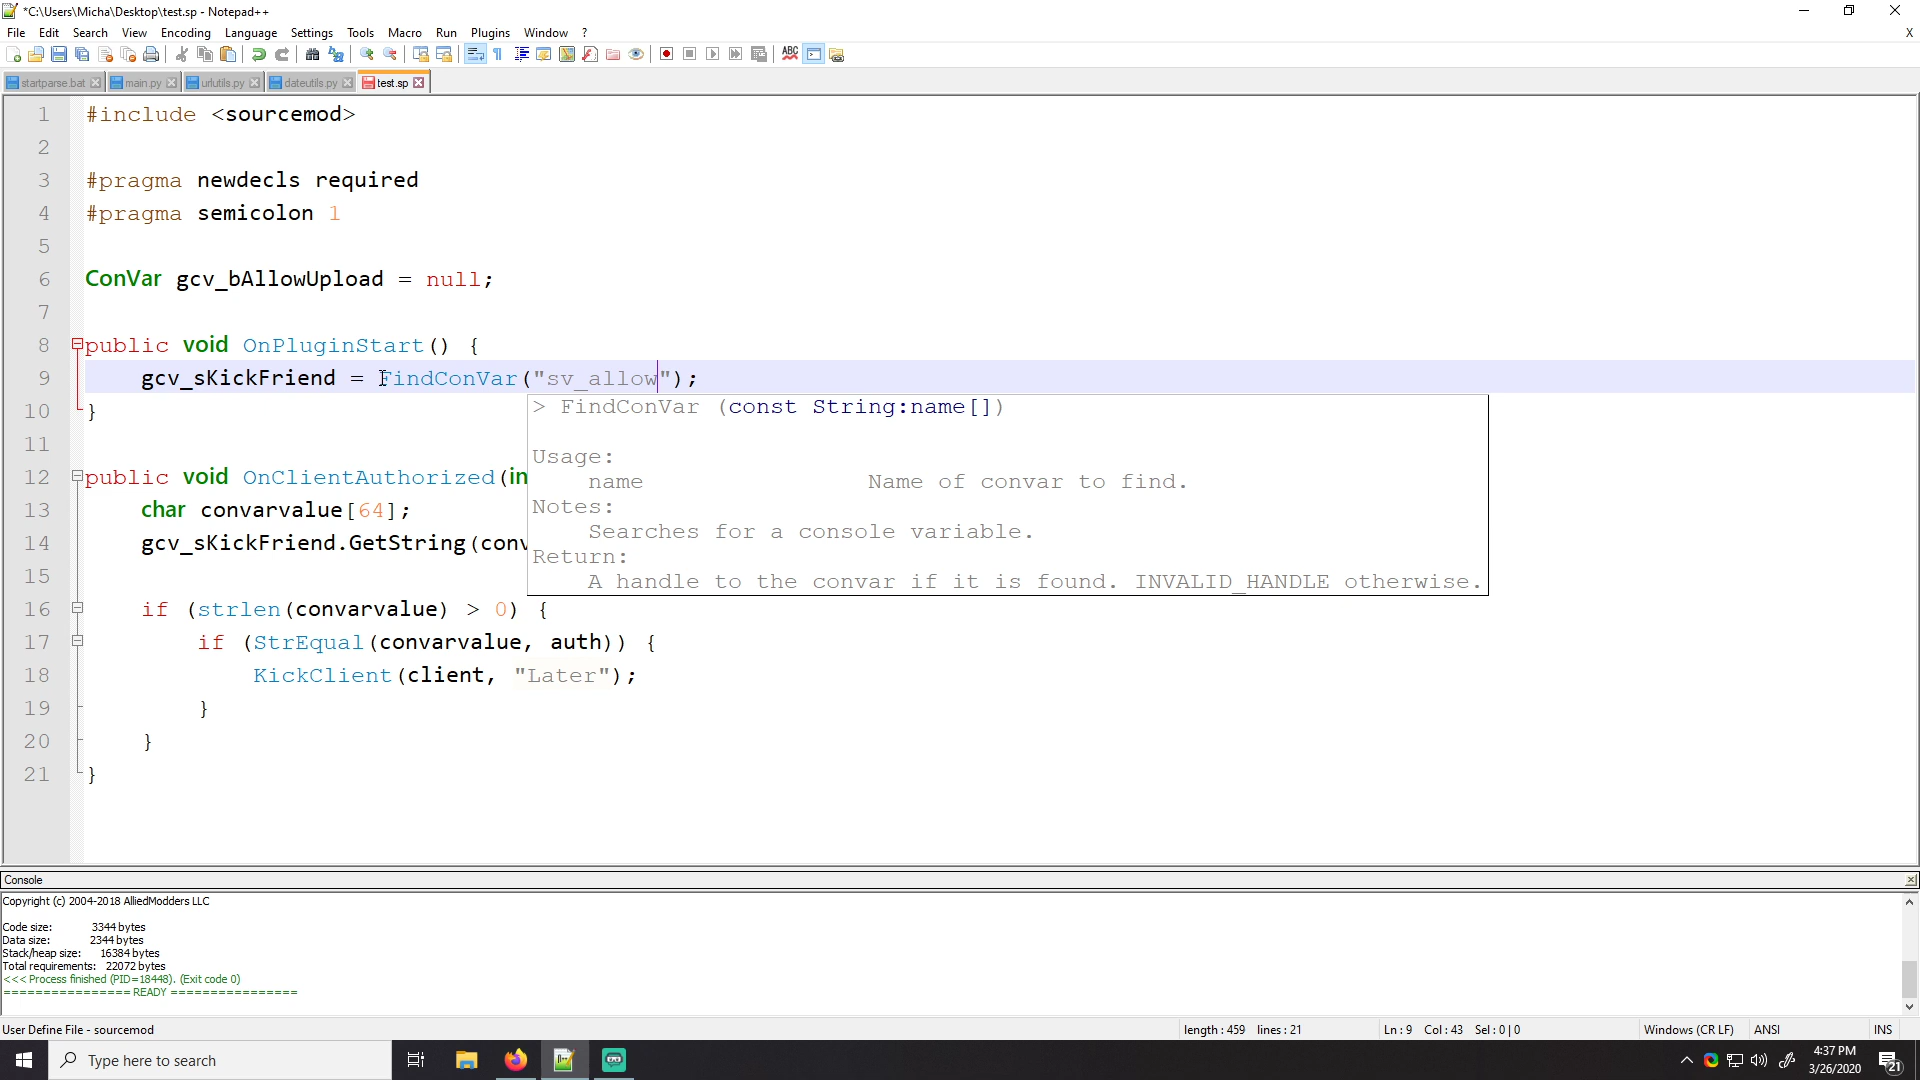 *C:\Users\Micha\Desktop\test.sp - Notepad++
File Edit Search View Encoding Language Settings Tools Macro Run Plugins Window ? X
startparse.bat main.py urlutils.py dateutils.py test.sp
1 #include <sourcemod>
2
3 #pragma newdecls required
4 #pragma semicolon 1
5
6 ConVar gcv_bAllowUpload = null;
7
8 public void OnPluginStart() {
9 gcv_sKickFriend = FindConVar("sv_allow");
10 }
> FindConVar (const String:name[])
11
Usage:
12 public void OnClientAuthorized(in
name Name of convar to find.
13 char convarvalue[64];
Notes:
Searches for a console variable.
14 gcv_sKickFriend.GetString(conv
Return:
15
A handle to the convar if it is found. INVALID_HANDLE otherwise.
16 if (strlen(convarvalue) > 0) {
17 if (StrEqual(convarvalue, auth)) {
18 KickClient(client, "Later");
19 }
20 }
21 }
Console
Copyright (c) 2004-2018 AlliedModders LLC
Code size: 3344 bytes
Data size: 2344 bytes
Stack/heap size: 16384 bytes
Total requirements: 22072 bytes
<<< Process finished (PID=18448). (Exit code 0)
================ READY ================
User Define File - sourcemod length : 459 lines : 21 Ln : 9 Col : 43 Sel : 0 | 0 Windows (CR LF) ANSI INS
Type here to search
4:37 PM
3/26/2020
21